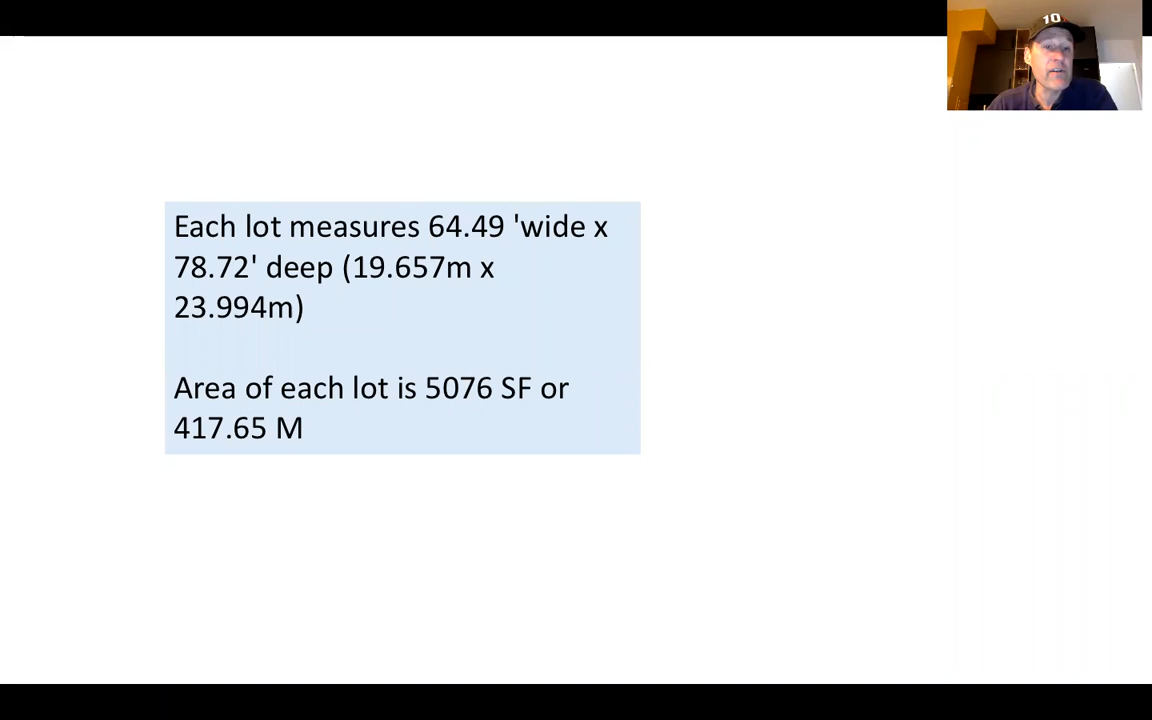 10
Each lot measures 64.49 'wide x
78.72' deep (19.657m x
23.994m)
Area of each lot is 5076 SF or
417.65 M